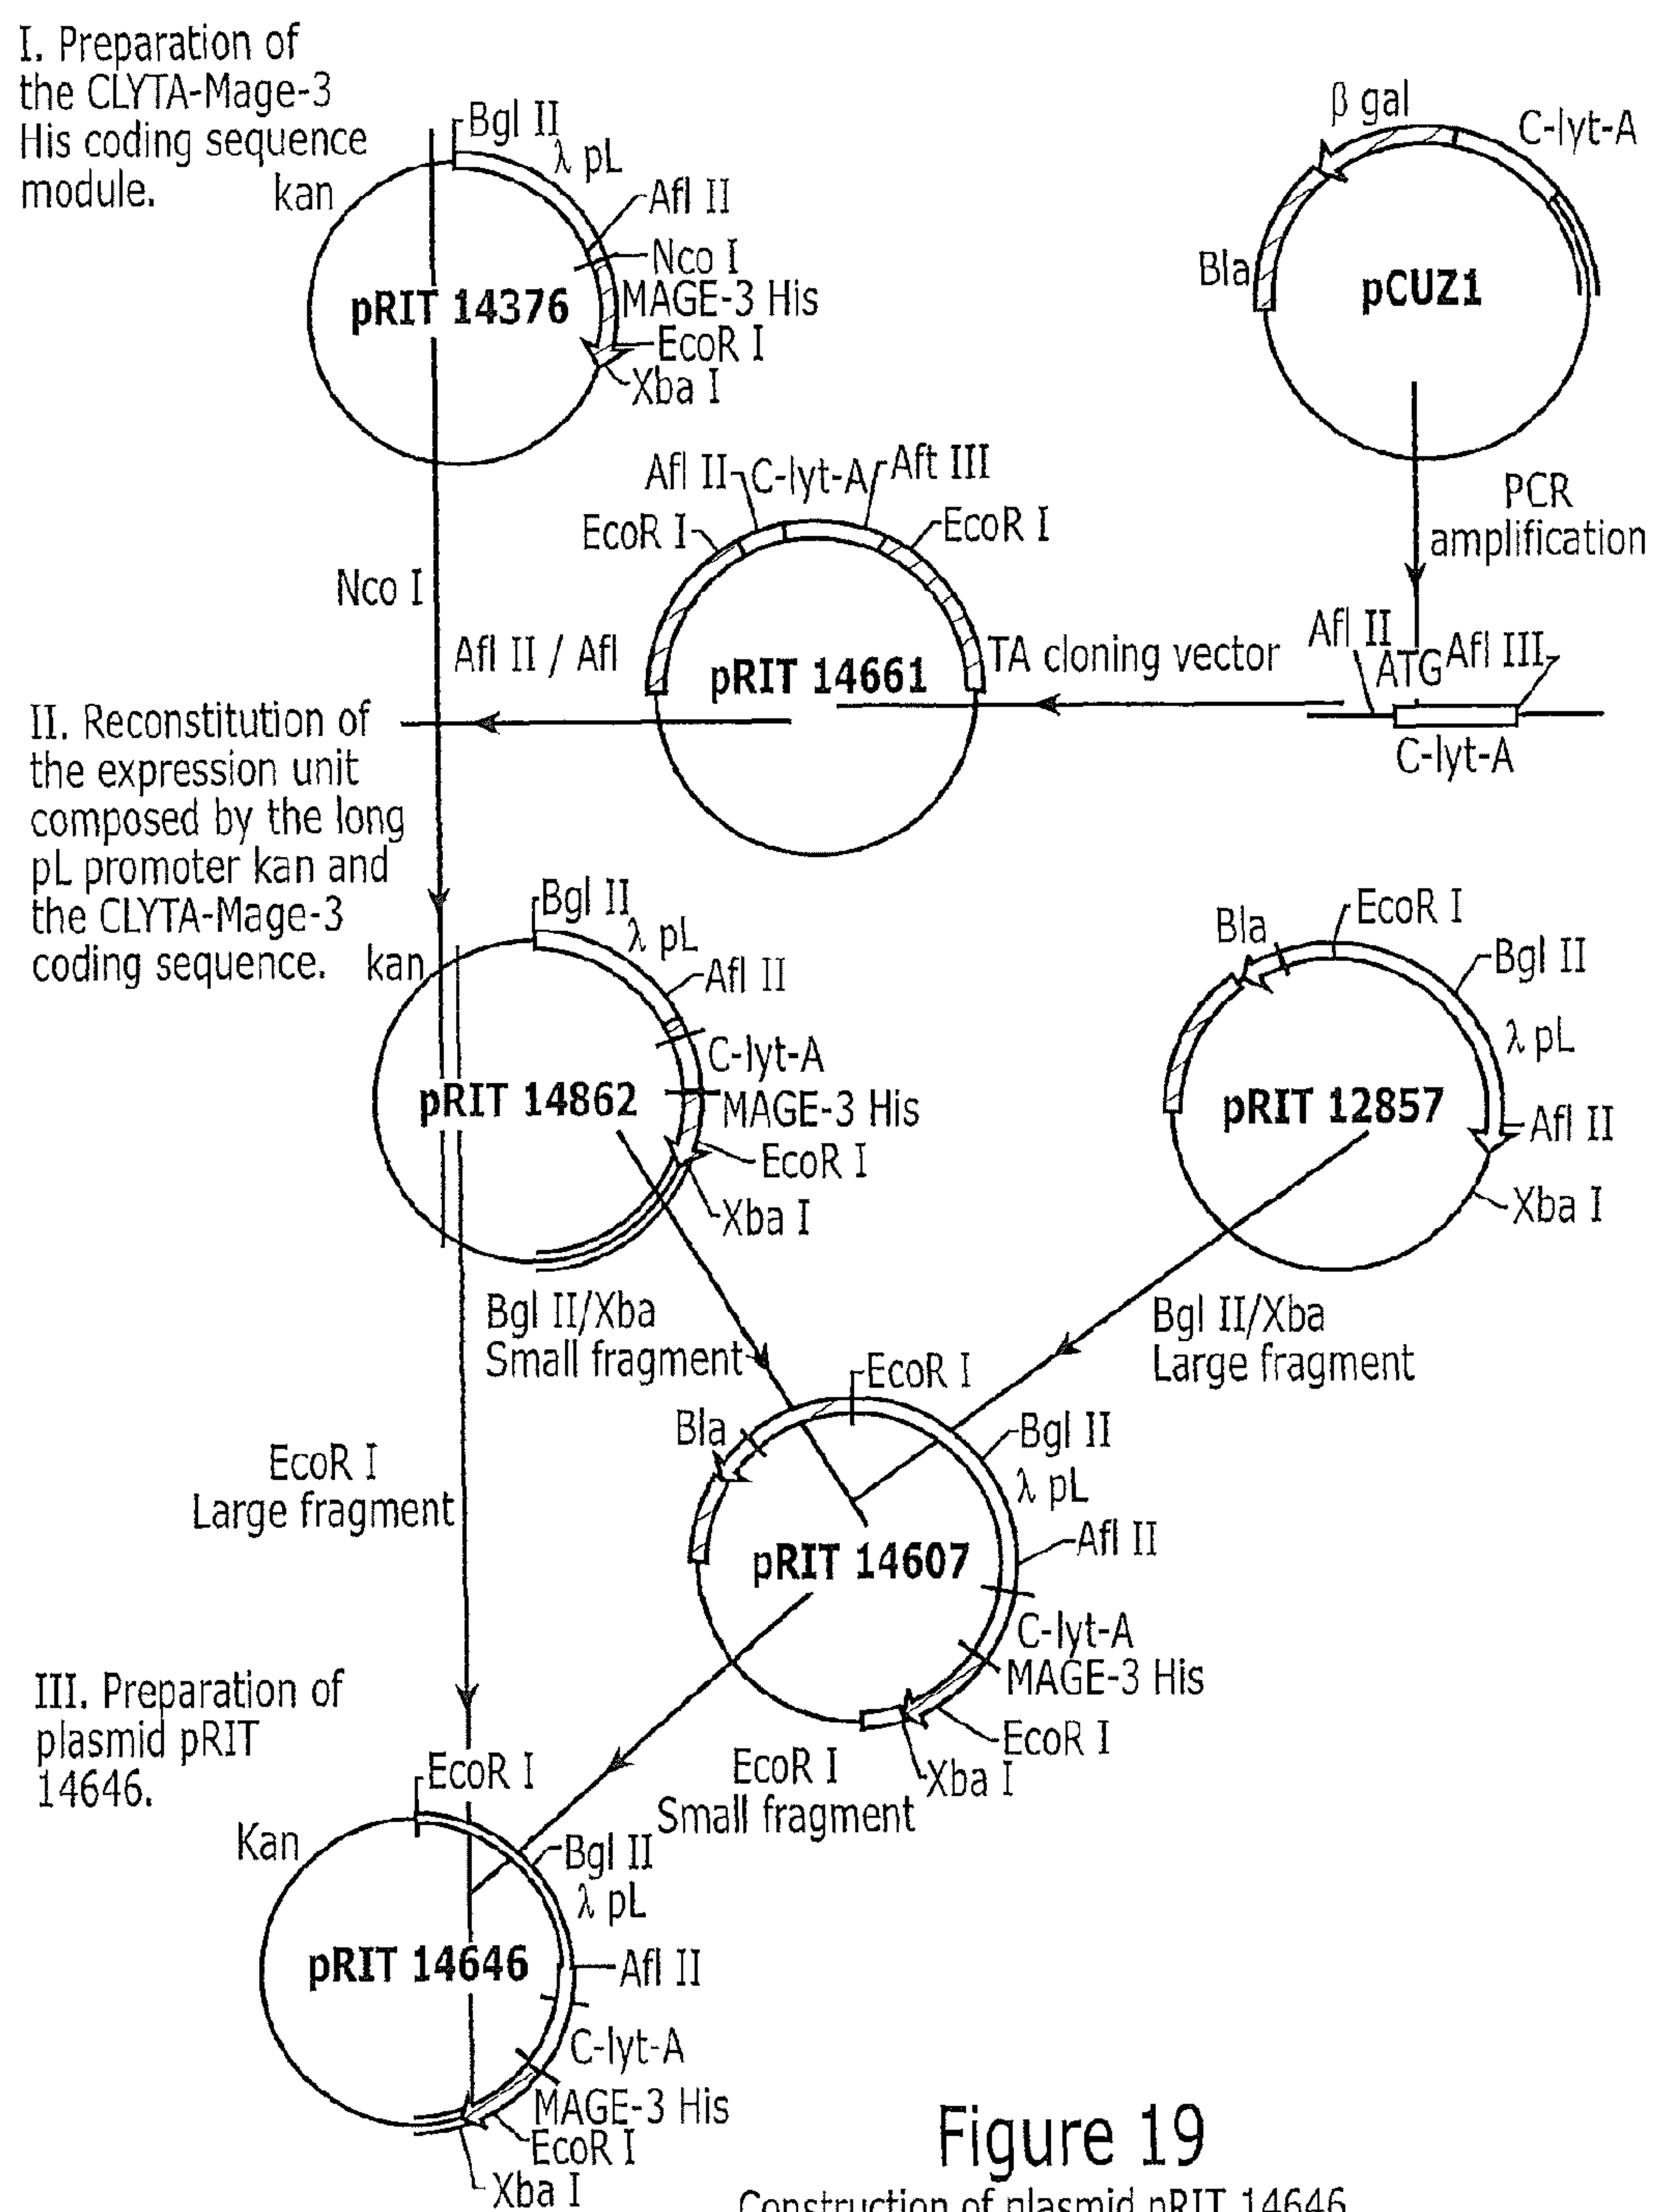 I. Preparation of
the CLYTA-Mage-3
His coding sequence
module.
kan
Bgl II
λ pL
Afl II
Nco I
MAGE-3 His
EcoR I
Xba I
pRIT 14376
β gal
C-lyt-A
Bla
pCUZ1
PCR
amplification
Afl II
ATG
Afl III
C-lyt-A
TA cloning vector
Afl II
C-lyt-A
Aft III
EcoR I
EcoR I
pRIT 14661
Nco I
Afl II / Afl
II. Reconstitution of
the expression unit
composed by the long
pL promoter kan and
the CLYTA-Mage-3
coding sequence.
kan
Bgl II
λ pL
Afl II
C-lyt-A
MAGE-3 His
EcoR I
Xba I
pRIT 14862
Bla
EcoR I
Bgl II
λ pL
Afl II
Xba I
pRIT 12857
Bgl II/Xba
Small fragment
Bgl II/Xba
Large fragment
EcoR I
Large fragment
Bla
EcoR I
Bgl II
λ pL
Afl II
C-lyt-A
MAGE-3 His
EcoR I
Xba I
pRIT 14607
EcoR I
Small fragment
III. Preparation of
plasmid pRIT
14646.
Kan
EcoR I
Bgl II
λ pL
Afl II
C-lyt-A
MAGE-3 His
EcoR I
Xba I
pRIT 14646
Figure 19
Construction of plasmid pRIT 14646